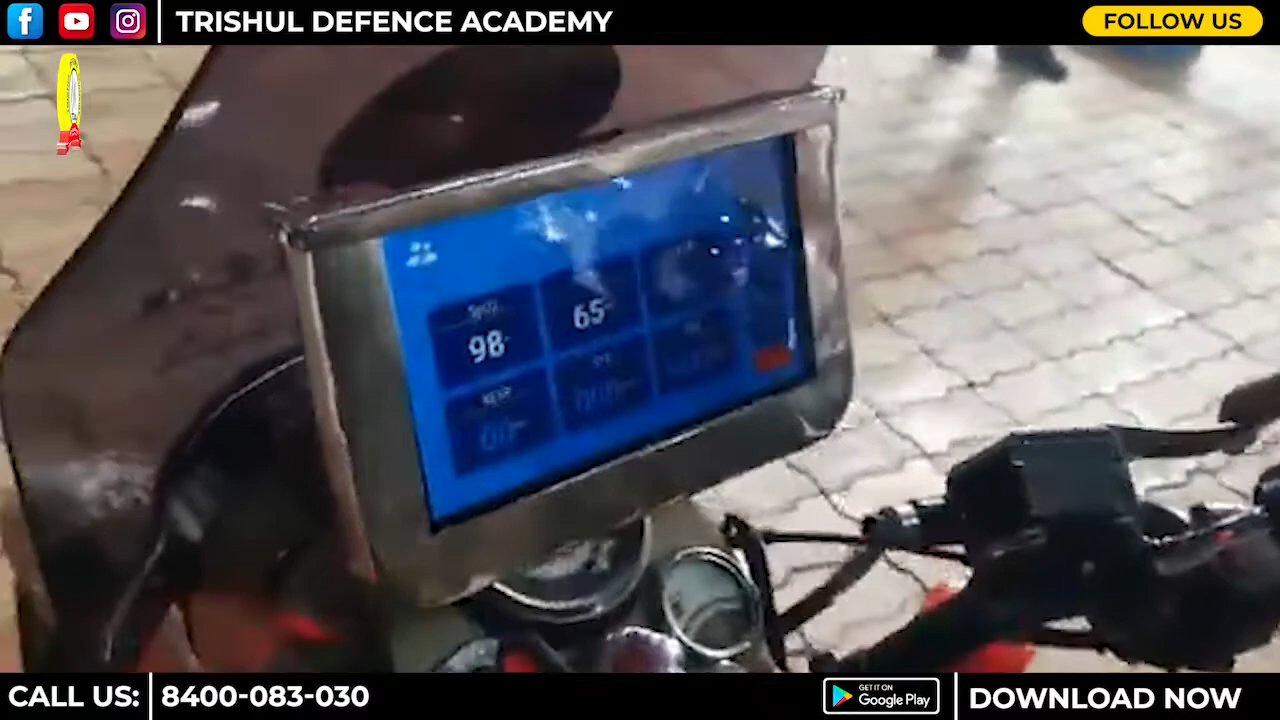 TRISHUL DEFENCE ACADEMY
FOLLOW US
SpO2
98
65
RESP
CALL US: 8400-083-030
GET IT ON
Google Play
DOWNLOAD NOW